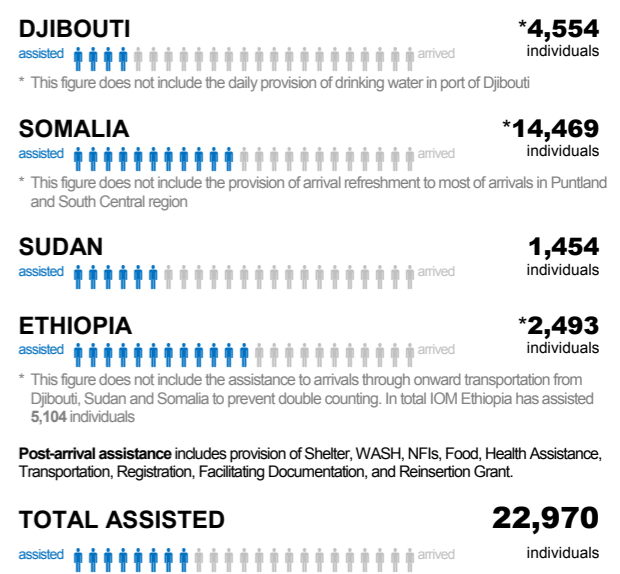 DJIBOUTI
*4,554
assisted
arrived
individuals
* This figure does not include the daily provision of drinking water in port of Djibouti
SOMALIA
*14,469
assisted
arrived
individuals
* This figure does not include the provision of arrival refreshment to most of arrivals in Puntland
and South Central region
SUDAN
1,454
assisted
arrived
individuals
ETHIOPIA
*2,493
assisted
arrived
individuals
* This figure does not include the assistance to arrivals through onward transportation from
Djibouti, Sudan and Somalia to prevent double counting. In total IOM Ethiopia has assisted
5,104 individuals
Post-arrival assistance includes provision of Shelter, WASH, NFIs, Food, Health Assistance,
Transportation, Registration, Facilitating Documentation, and Reinsertion Grant.
TOTAL ASSISTED
22,970
assisted
arrived
individuals